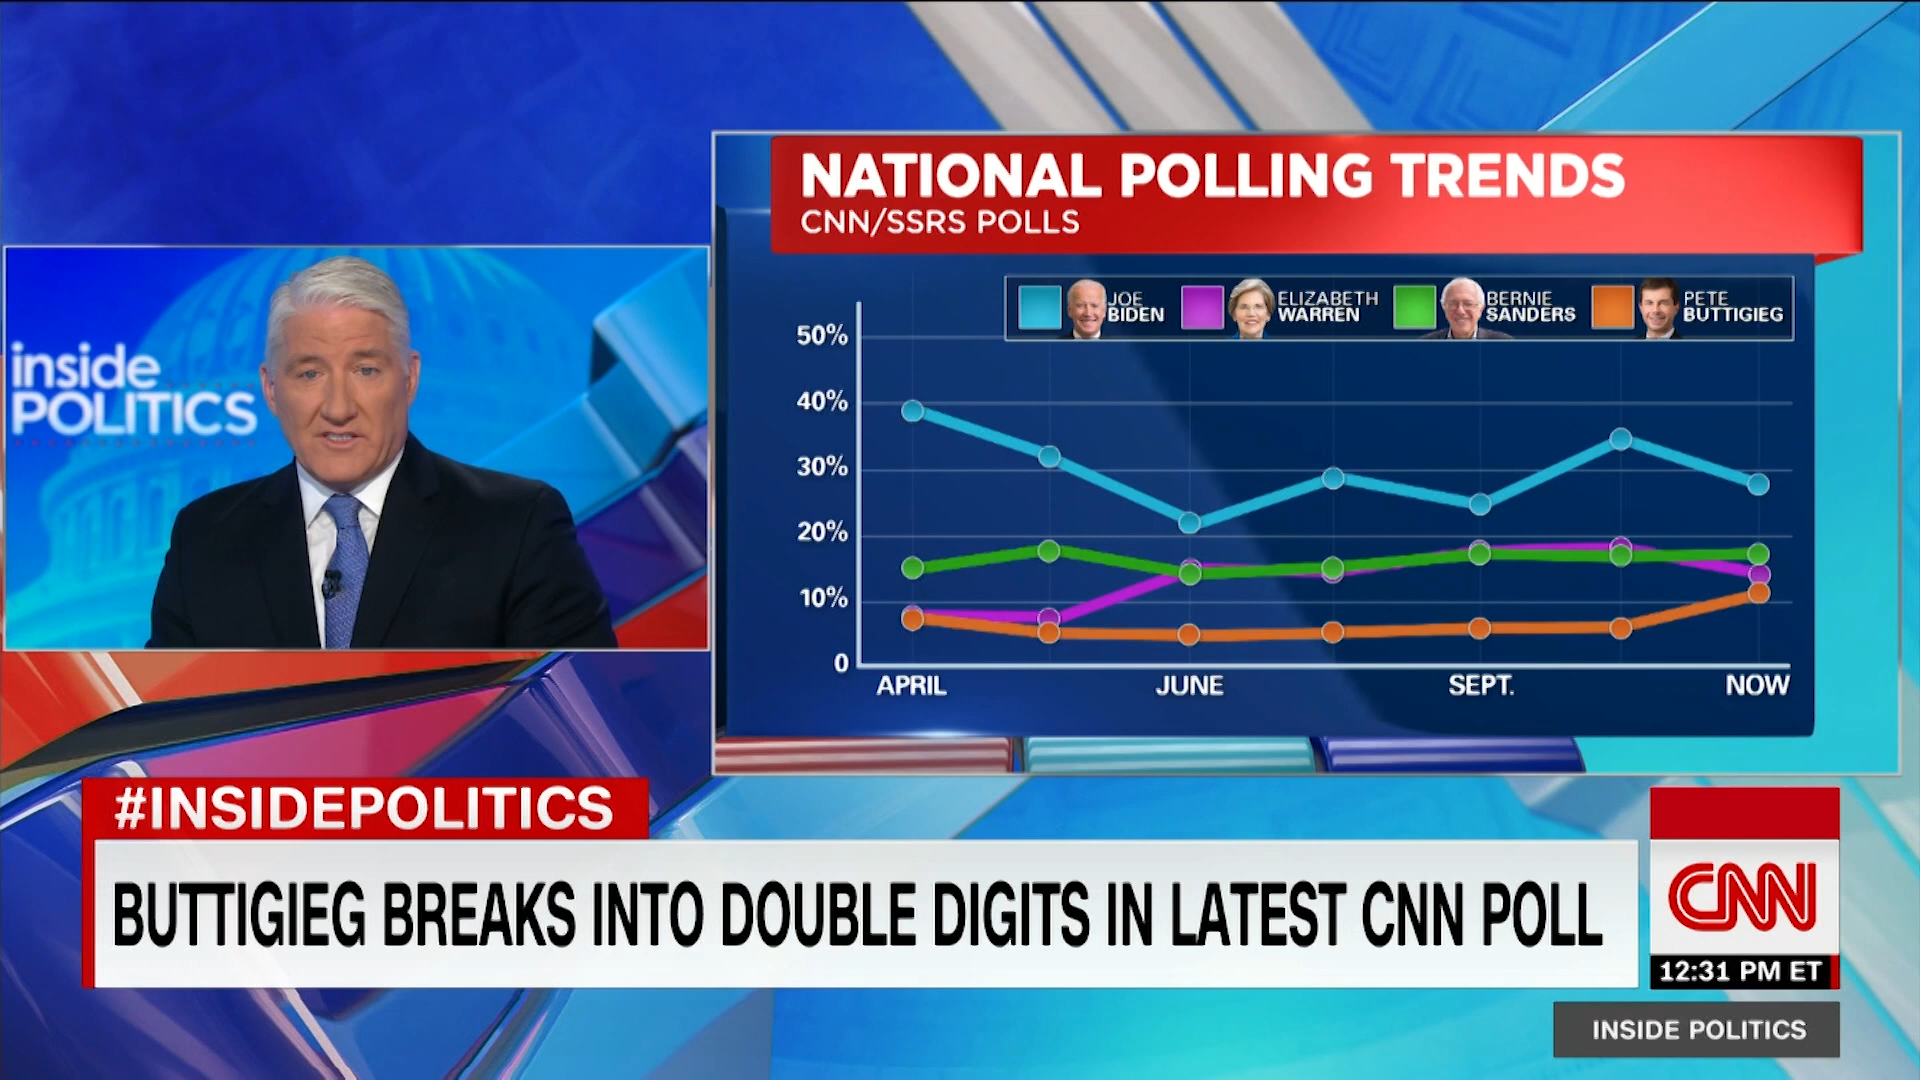 NATIONAL POLLING TRENDS
CNN/SSRS POLLS
JOE
BIDEN
ELIZABETH
WARREN
BERNIE
SANDERS
PETE
BUTTIGIEG
50%
40%
30%
20%
10%
0
APRIL
JUNE
SEPT.
NOW
inside
POLITICS
#INSIDEPOLITICS
BUTTIGIEG BREAKS INTO DOUBLE DIGITS IN LATEST CNN POLL
CNN
12:31 PM ET
INSIDE POLITICS